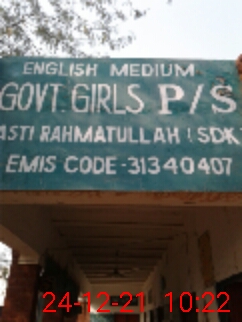 ENGLISH MEDIUM
GOVT. GIRLS P/S
ASTI RAHMATULLAH ! SDK
EMIS CODE-31340407
24-12-21 10:22